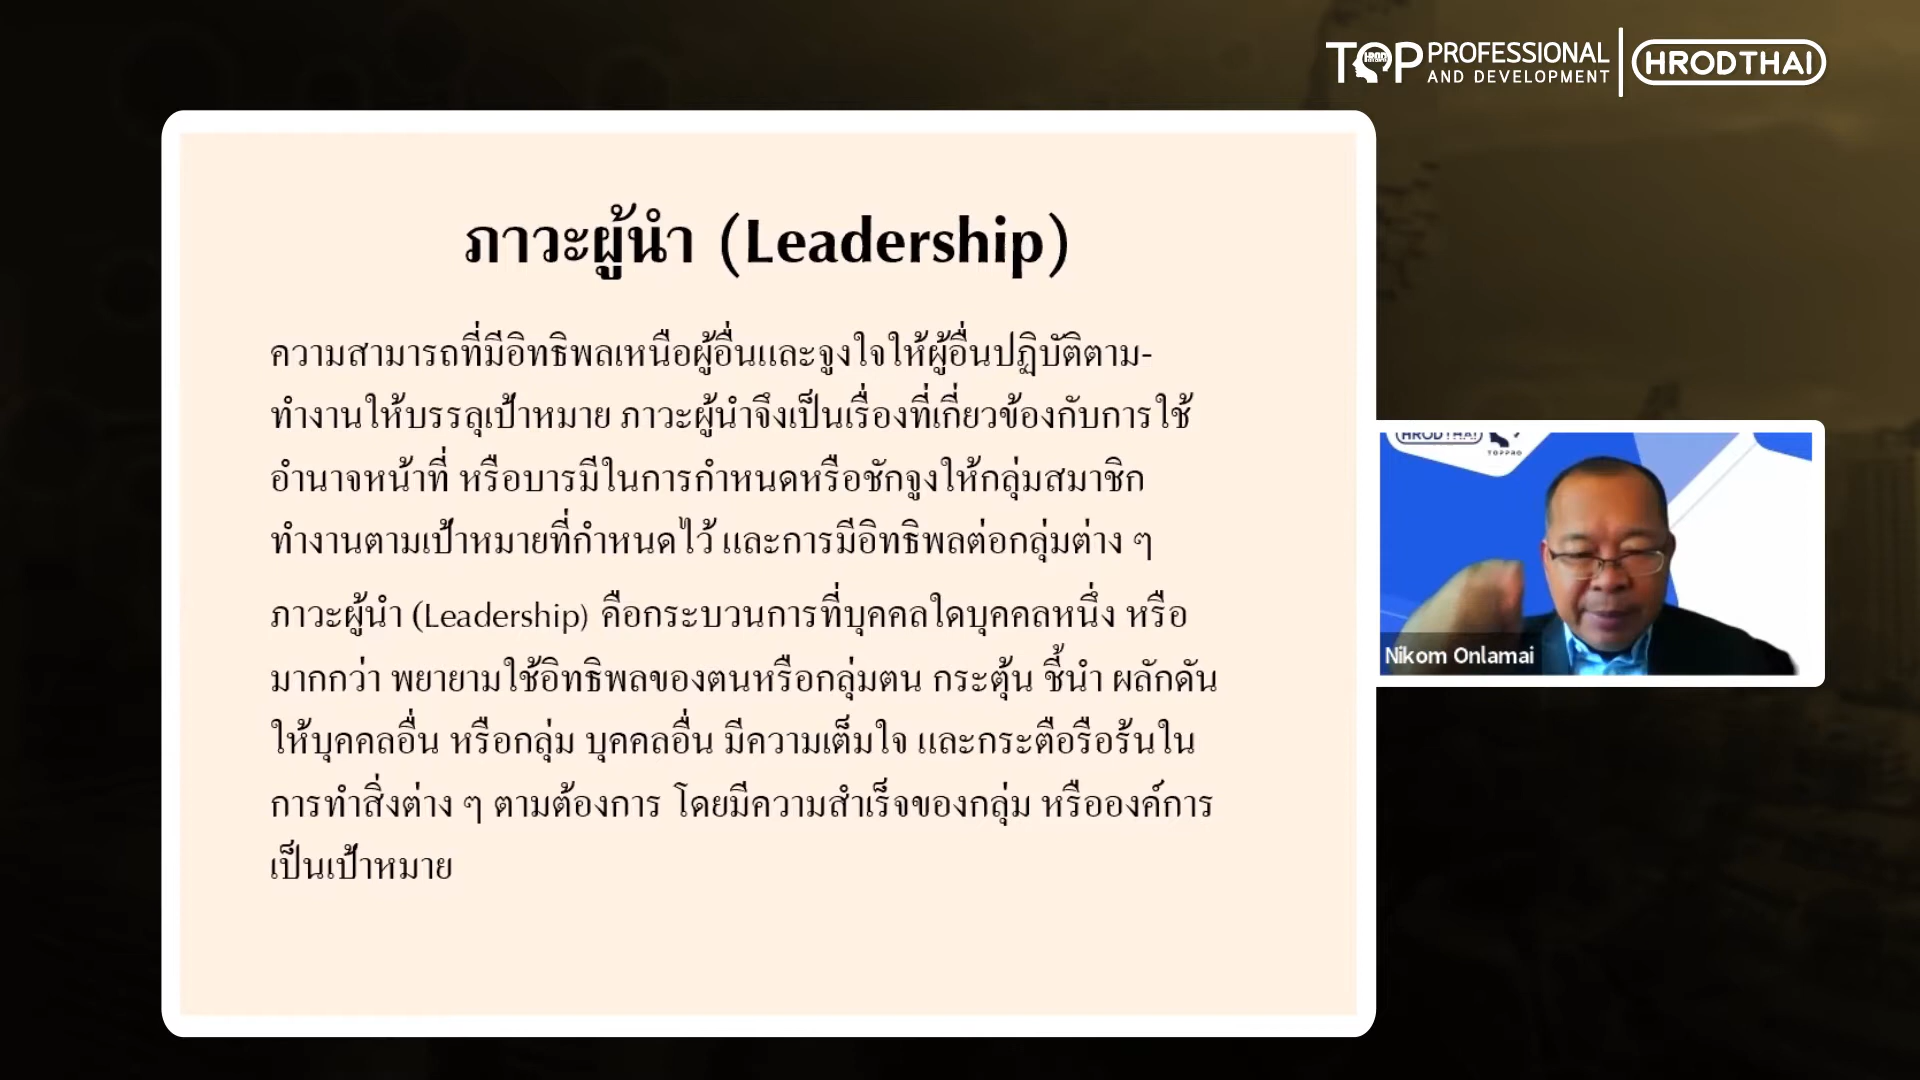 TOP PROFESSIONAL
AND DEVELOPMENT
HRODTHAI
ภาวะผู้นำ (Leadership)
ความสามารถที่มีอิทธิพลเหนือผู้อื่นและจูงใจให้ผู้อื่นปฏิบัติตาม-
ทำงานให้บรรลุเป้าหมาย ภาวะผู้นำจึงเป็นเรื่องที่เกี่ยวข้องกับการใช้
อำนาจหน้าที่ หรือบารมีในการกำหนดหรือชักจูงให้กลุ่มสมาชิก
ทำงานตามเป้าหมายที่กำหนดไว้ และการมีอิทธิพลต่อกลุ่มต่าง ๆ
ภาวะผู้นำ (Leadership) คือกระบวนการที่บุคคลใดบุคคลหนึ่ง หรือ
มากกว่า พยายามใช้อิทธิพลของตนหรือกลุ่มตน กระตุ้น ชี้นำ ผลักดัน
ให้บุคคลอื่น หรือกลุ่ม บุคคลอื่น มีความเต็มใจ และกระตือรือร้นใน
การทำสิ่งต่าง ๆ ตามต้องการ โดยมีความสำเร็จของกลุ่ม หรือองค์การ
เป็นเป้าหมาย
HRODTHAI
TOPPRO
Nikom Onlamai